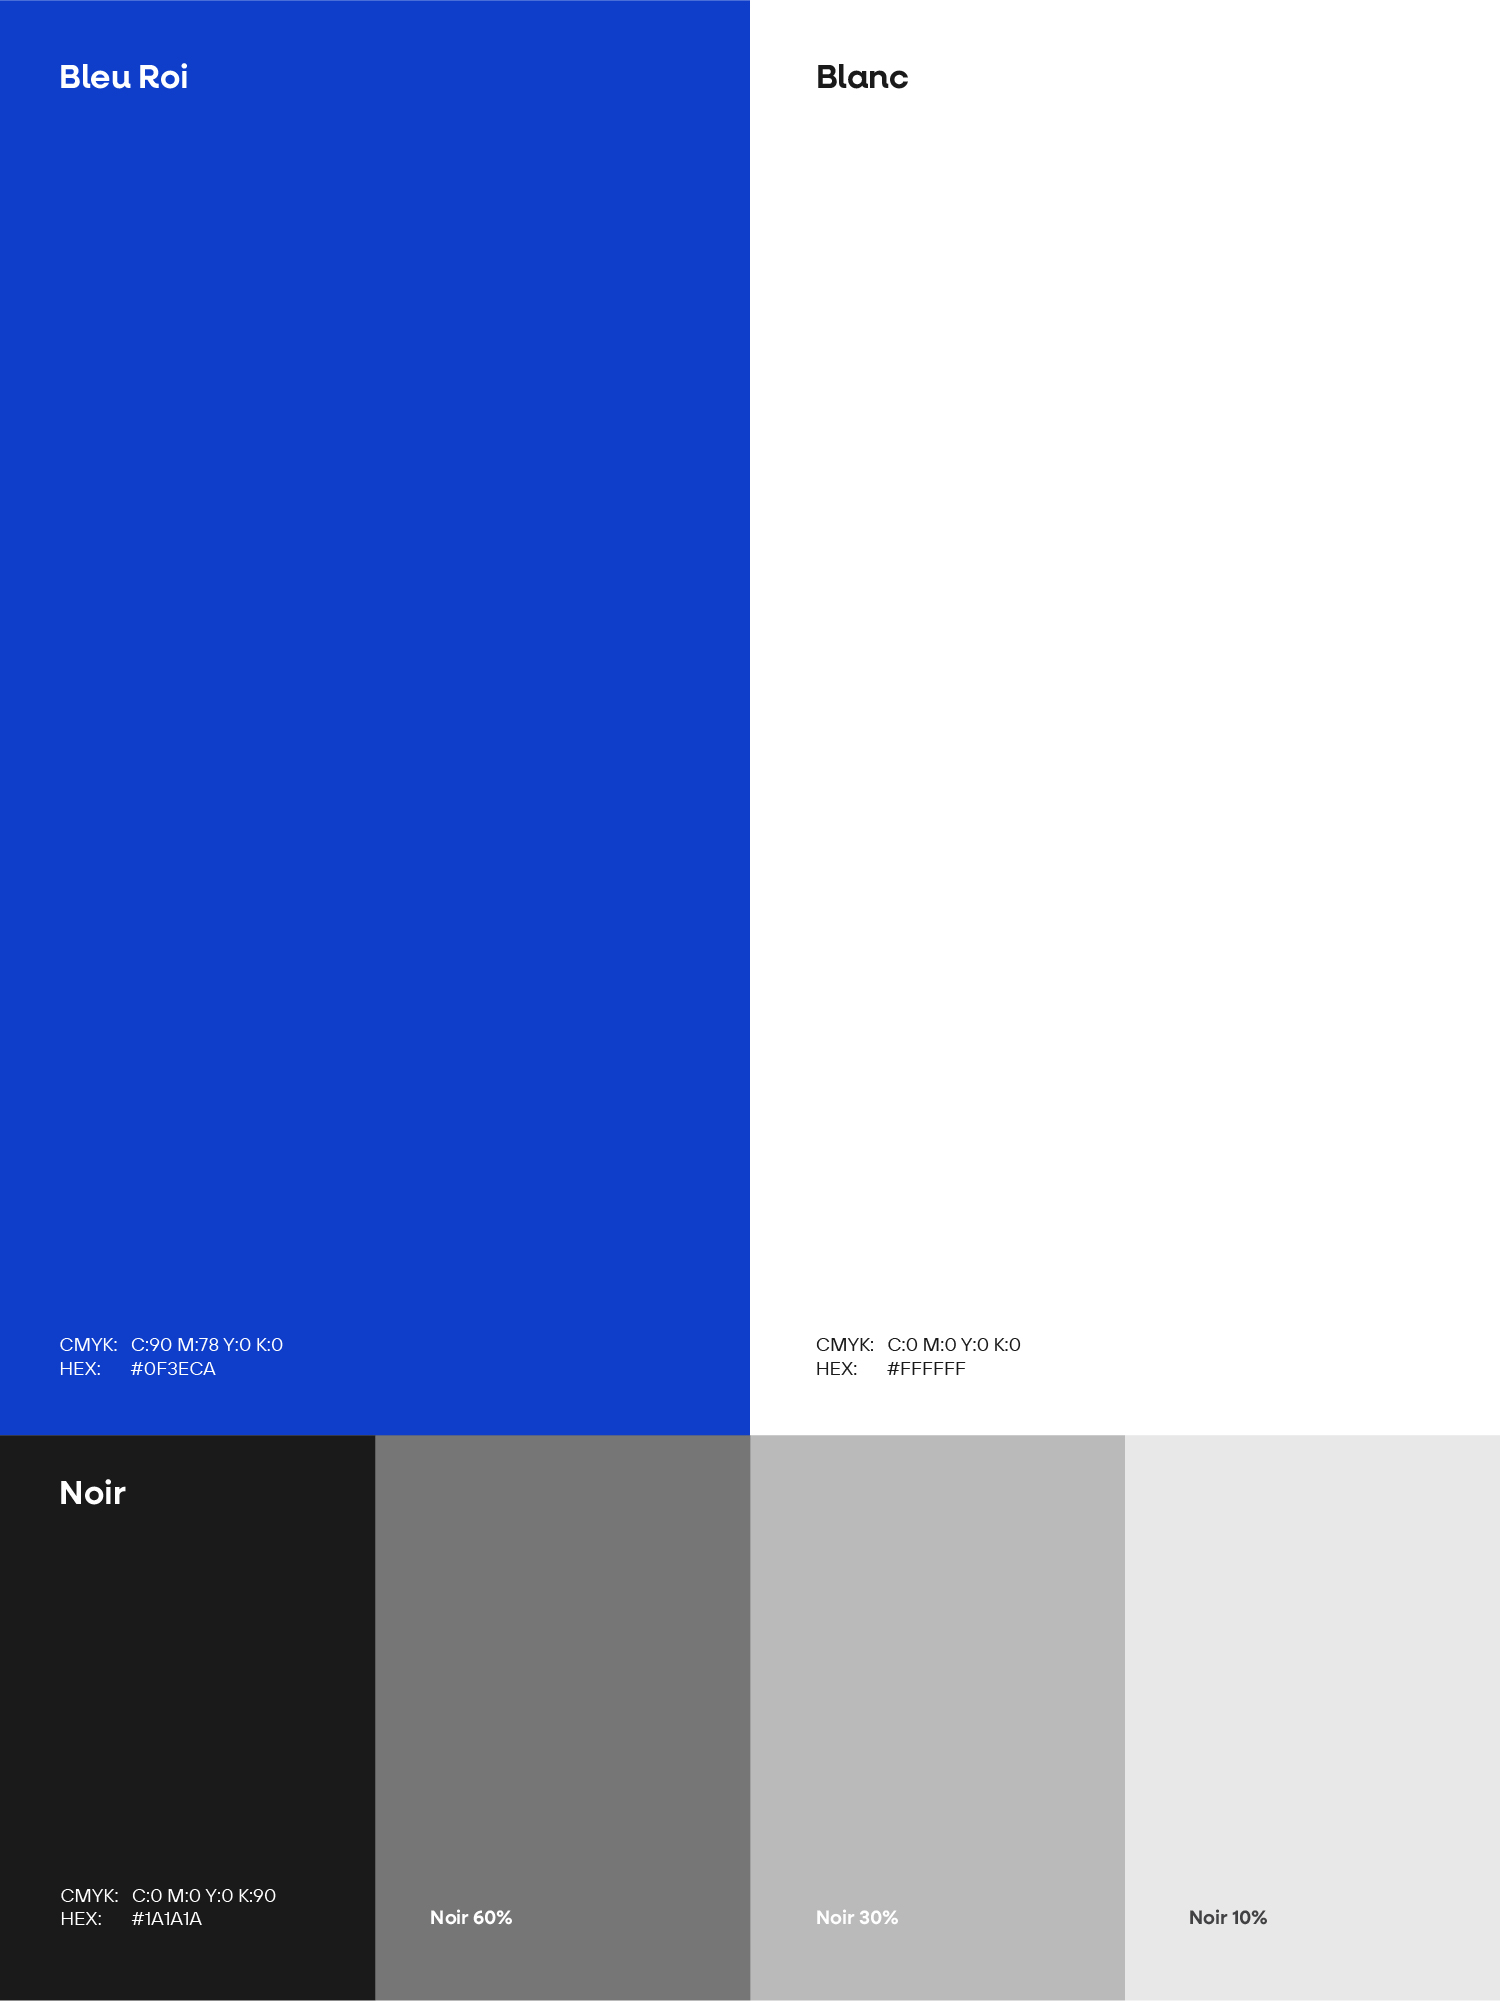 Bleu Roi
Blanc
CMYK: C:90 M:78 Y:0 K:0
HEX: #0F3ECA
CMYK: C:0 M:0 Y:0 K:0
HEX: #FFFFFF
Noir
CMYK: C:0 M:0 Y:0 K:90
HEX: #1A1A1A
Noir 60%
Noir 30%
Noir 10%